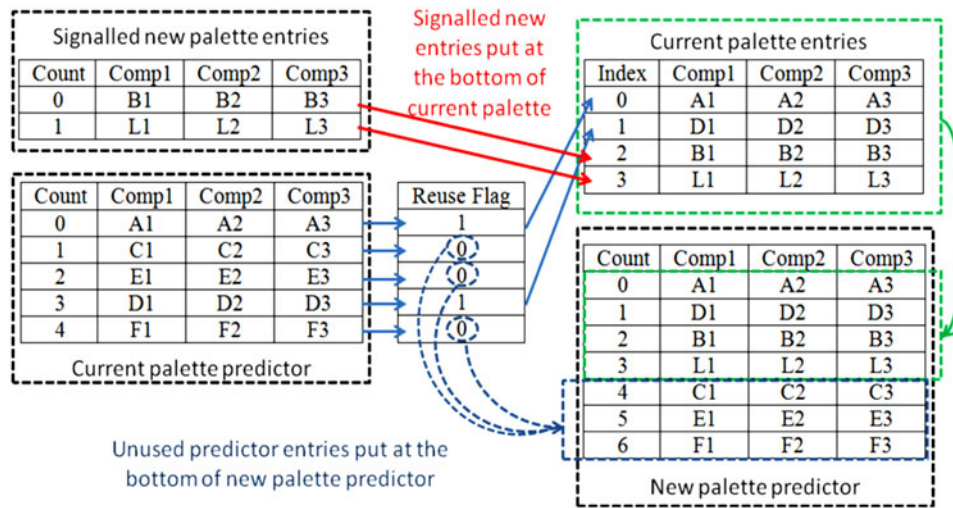 Signalled new palette entries
Count Comp1 Comp2 Comp3
0 B1 B2 B3
1 L1 L2 L3
Signalled new
entries put at
the bottom of
current palette
Current palette entries
Index Comp1 Comp2 Comp3
0 A1 A2 A3
1 D1 D2 D3
2 B1 B2 B3
3 L1 L2 L3
Count Comp1 Comp2 Comp3
0 A1 A2 A3
1 C1 C2 C3
2 E1 E2 E3
3 D1 D2 D3
4 F1 F2 F3
Current palette predictor
Reuse Flag
1
0
0
1
0
Count Comp1 Comp2 Comp3
0 A1 A2 A3
1 D1 D2 D3
2 B1 B2 B3
3 L1 L2 L3
4 C1 C2 C3
5 E1 E2 E3
6 F1 F2 F3
New palette predictor
Unused predictor entries put at the
bottom of new palette predictor